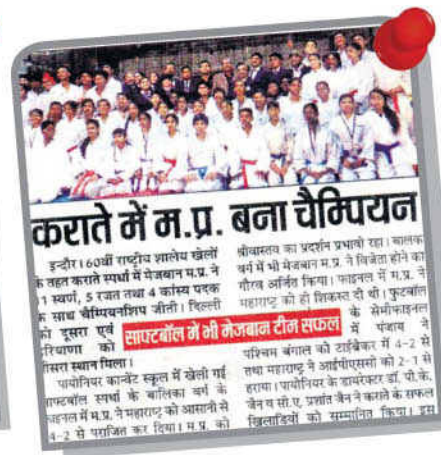 कराते में म.प्र. बना चैम्पियन
इन्दौर। 60वीं राष्ट्रीय शालेय खेलों
के तहत कराते स्पर्धा में मेजबान म.प्र. ने
1 स्वर्ण, 5 रजत तथा 4 कांस्य पदक
के साथ चैम्पियनशिप जीती। दिल्ली
को दूसरा एवं
हरियाणा को
तीसरा स्थान मिला।
पायोनियर कान्वेंट स्कूल में खेली गई
साफ्टबॉल स्पर्धा के बालिका वर्ग के
फाइनल में म.प्र. ने महाराष्ट्र को आसानी से
4-2 से पराजित कर दिया। म.प्र. की
साफ्टबॉल में भी मेजबान टीम सफल
श्रीवास्तव का प्रदर्शन प्रभावी रहा। बालक
वर्ग में भी मेजबान म.प्र. ने विजेता होने का
गौरव अर्जित किया। फाइनल में म.प्र. ने
महाराष्ट्र को ही शिकस्त दी थी। फुटबॉल
के सेमीफाइनल
में पंजाब ने
पश्चिम बंगाल को टाईब्रेकर में 4-2 से
तथा महाराष्ट्र ने आईपीएससी को 2-1 से
हराया। पायोनियर के डायरेक्टर डॉ. पी.के.
जैन व सी.ए. प्रशांत जैन ने कराते के सफल
खिलाड़ियों को सम्मानित किया। इस